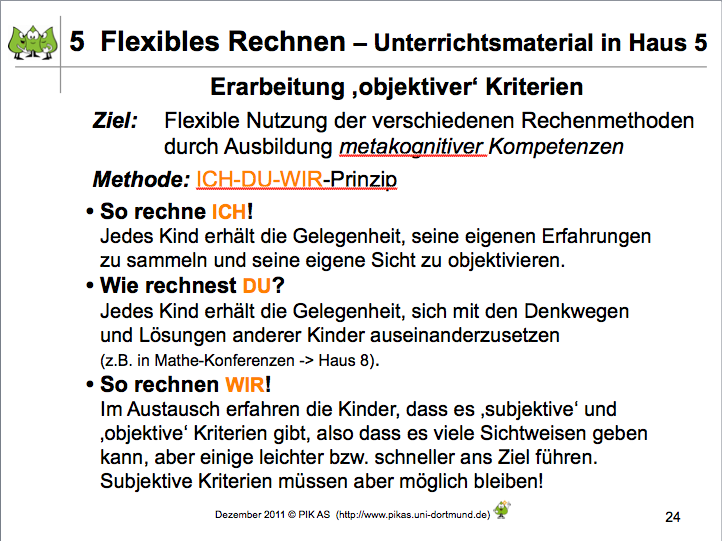 5 Flexibles Rechnen – Unterrichtsmaterial in Haus 5
Erarbeitung ‚objektiver‘ Kriterien
Ziel: Flexible Nutzung der verschiedenen Rechenmethoden
durch Ausbildung metakognitiver Kompetenzen
Methode: ICH-DU-WIR-Prinzip
• So rechne ICH!
Jedes Kind erhält die Gelegenheit, seine eigenen Erfahrungen
zu sammeln und seine eigene Sicht zu objektivieren.
• Wie rechnest DU?
Jedes Kind erhält die Gelegenheit, sich mit den Denkwegen
und Lösungen anderer Kinder auseinanderzusetzen
(z.B. in Mathe-Konferenzen -> Haus 8).
• So rechnen WIR!
Im Austausch erfahren die Kinder, dass es ‚subjektive‘ und
‚objektive‘ Kriterien gibt, also dass es viele Sichtweisen geben
kann, aber einige leichter bzw. schneller ans Ziel führen.
Subjektive Kriterien müssen aber möglich bleiben!
Dezember 2011 © PIK AS (http://www.pikas.uni-dortmund.de)
24